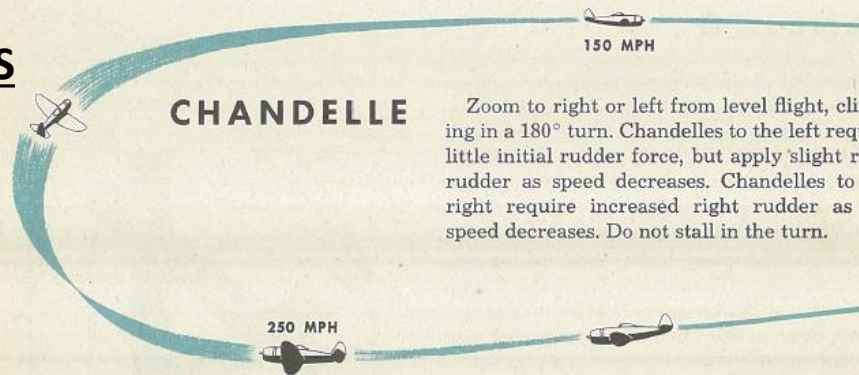 S
150 MPH
CHANDELLE
Zoom to right or left from level flight, cli
ing in a 180° turn. Chandelles to the left requ
little initial rudder force, but apply slight r
rudder as speed decreases. Chandelles to
right require increased right rudder as
speed decreases. Do not stall in the turn.
250 MPH